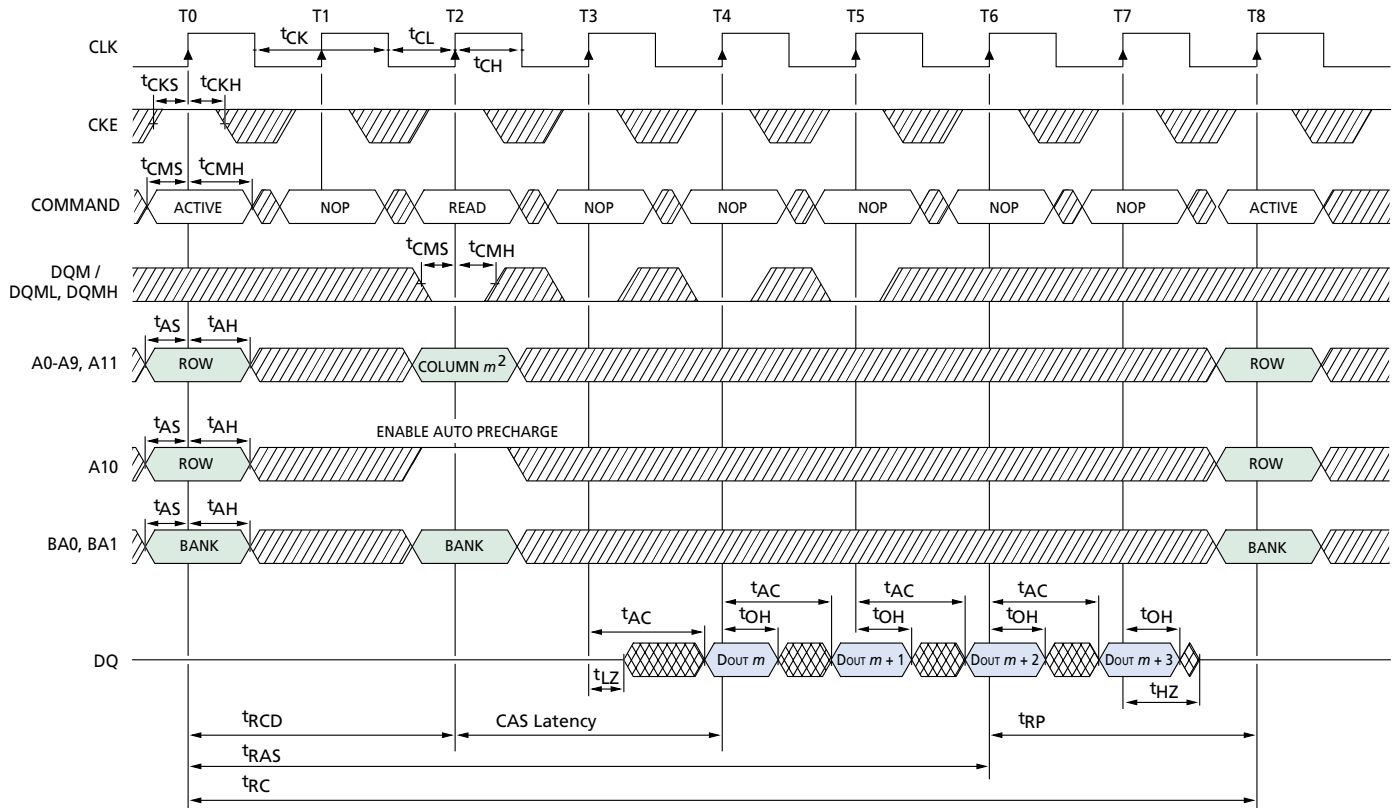 T0 T1 T2 T3 T4 T5 T6 T7 T8
CLK
tCK tCL
tCH
tCKS tCKH
CKE
tCMS tCMH
COMMAND ACTIVE NOP READ NOP NOP NOP NOP NOP ACTIVE
tCMS tCMH
DQM /
DQML, DQMH
tAS tAH
A0-A9, A11 ROW COLUMN m2 ROW
tAS tAH
ENABLE AUTO PRECHARGE
A10 ROW ROW
tAS tAH
BA0, BA1 BANK BANK BANK
tAC tAC tAC
tAC tOH tOH tOH tOH
DQ DOUT m DOUT m + 1 DOUT m + 2 DOUT m + 3
tLZ tHZ
tRCD CAS Latency tRP
tRAS
tRC